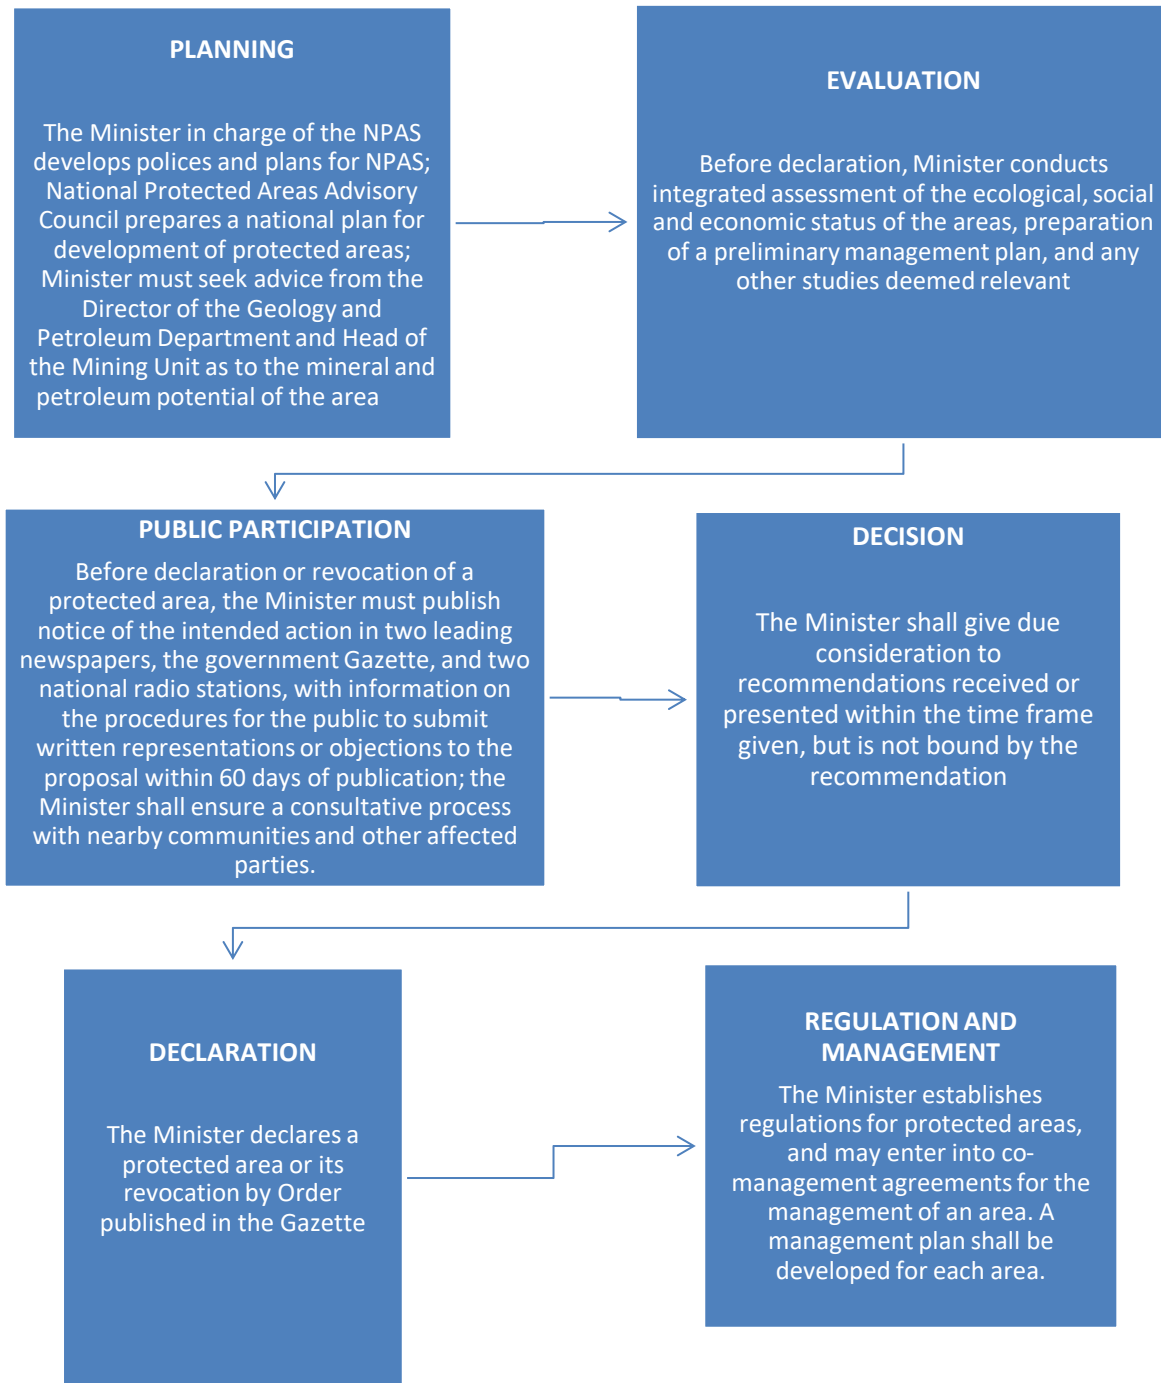 PLANNING
The Minister in charge of the NPAS
develops polices and plans for NPAS;
National Protected Areas Advisory
Council prepares a national plan for
development of protected areas;
Minister must seek advice from the
Director of the Geology and
Petroleum Department and Head of
the Mining Unit as to the mineral and
petroleum potential of the area
EVALUATION
Before declaration, Minister conducts
integrated assessment of the ecological, social
and economic status of the areas, preparation
of a preliminary management plan, and any
other studies deemed relevant
PUBLIC PARTICIPATION
Before declaration or revocation of a
protected area, the Minister must publish
notice of the intended action in two leading
newspapers, the government Gazette, and two
national radio stations, with information on
the procedures for the public to submit
written representations or objections to the
proposal within 60 days of publication; the
Minister shall ensure a consultative process
with nearby communities and other affected
parties.
DECISION
The Minister shall give due
consideration to
recommendations received or
presented within the time frame
given, but is not bound by the
recommendation
DECLARATION
The Minister declares a
protected area or its
revocation by Order
published in the Gazette
REGULATION AND
MANAGEMENT
The Minister establishes
regulations for protected areas,
and may enter into co-
management agreements for the
management of an area. A
management plan shall be
developed for each area.